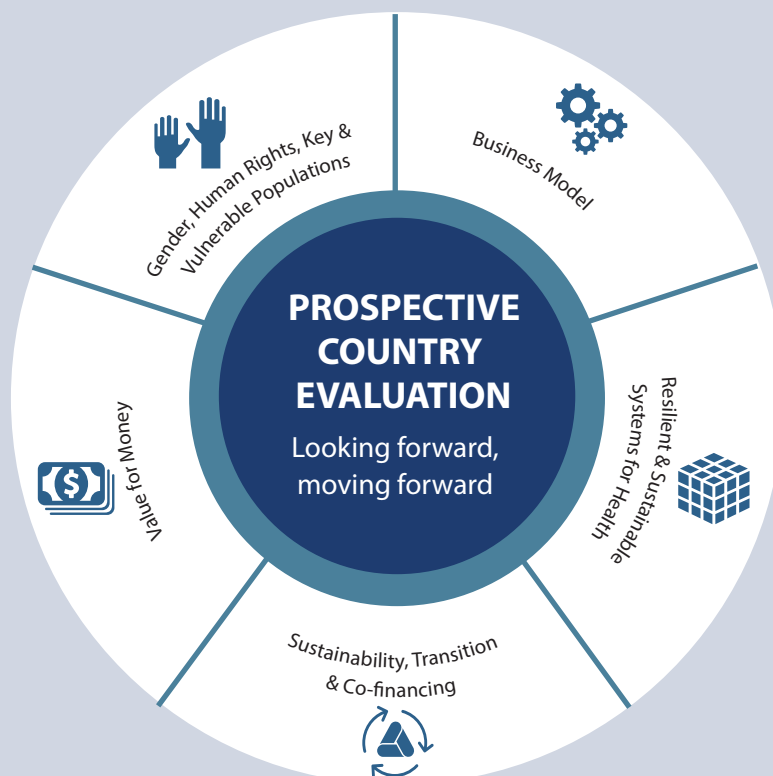 PROSPECTIVE
COUNTRY
EVALUATION
Looking forward,
moving forward
Business Model
Resilient & Sustainable
Systems for Health
Sustainability, Transition
& Co-financing
Value for Money
Gender, Human Rights, Key &
Vulnerable Populations
$